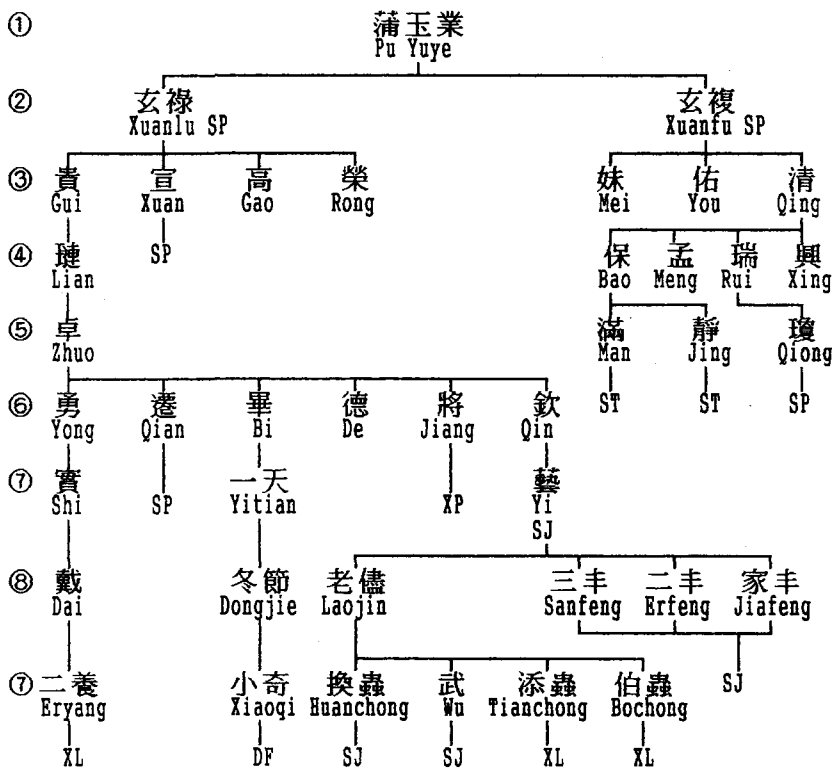 ① 蒲玉業
Pu Yuye
② 玄祿 玄複
Xuanlu SP Xuanfu SP
③ 貴 宣 高 榮 妹 佑 清
Gui Xuan Gao Rong Mei You Qing
④ 璉 SP 保 孟 瑞 興
Lian Bao Meng Rui Xing
⑤ 卓 滿 靜 瓊
Zhuo Man Jing Qiong
⑥ 勇 遷 畢 德 將 欽 ST ST SP
Yong Qian Bi De Jiang Qin
⑦ 實 SP 一天 XP 藝
Shi Yitian Yi
SJ
⑧ 戴 冬節 老儘 三丰 二丰 家丰
Dai Dongjie Laojin Sanfeng Erfeng Jiafeng
⑦ 二養 小奇 換蟲 武 添蟲 伯蟲 SJ
Eryang Xiaoqi Huanchong Wu Tianchong Bochong
XL DF SJ SJ XL XL